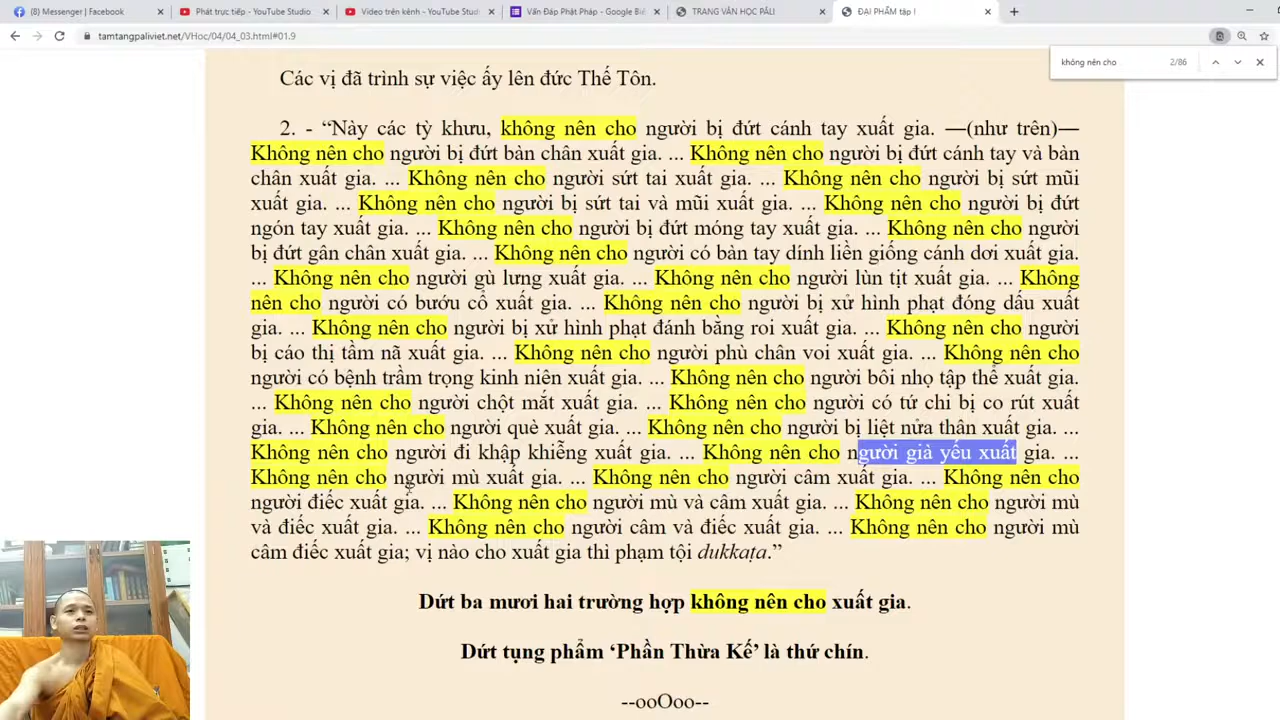 (8) Messenger | Facebook
Phát trực tiếp - YouTube Studio
Video trên kênh - YouTube Studi
Vấn Đáp Phật Pháp - Google Bi
TRANG VĂN HỌC PĀLI
ĐẠI PHẨM tập I
tamtangpaliviet.net/VHoc/04/04_03.html#01.9
không nên cho 2/86
Các vị đã trình sự việc ấy lên đức Thế Tôn.
2. - “Này các tỳ khưu, không nên cho người bị đứt cánh tay xuất gia. —(như trên)—
Không nên cho người bị đứt bàn chân xuất gia. ... Không nên cho người bị đứt cánh tay và bàn
chân xuất gia. ... Không nên cho người sứt tai xuất gia. ... Không nên cho người bị sứt mũi
xuất gia. ... Không nên cho người bị sứt tai và mũi xuất gia. ... Không nên cho người bị đứt
ngón tay xuất gia. ... Không nên cho người bị đứt móng tay xuất gia. ... Không nên cho người
bị đứt gân chân xuất gia. ... Không nên cho người có bàn tay dính liền giống cánh dơi xuất gia.
... Không nên cho người gù lưng xuất gia. ... Không nên cho người lùn tịt xuất gia. ... Không
nên cho người có bướu cổ xuất gia. ... Không nên cho người bị xử hình phạt đóng dấu xuất
gia. ... Không nên cho người bị xử hình phạt đánh bằng roi xuất gia. ... Không nên cho người
bị cáo thị tầm nã xuất gia. ... Không nên cho người phù chân voi xuất gia. ... Không nên cho
người có bệnh trầm trọng kinh niên xuất gia. ... Không nên cho người bôi nhọ tập thể xuất gia.
... Không nên cho người chột mắt xuất gia. ... Không nên cho người có tứ chi bị co rút xuất
gia. ... Không nên cho người què xuất gia. ... Không nên cho người bị liệt nửa thân xuất gia. ...
Không nên cho người đi khập khiễng xuất gia. ... Không nên cho người già yếu xuất gia. ...
Không nên cho người mù xuất gia. ... Không nên cho người câm xuất gia. ... Không nên cho
người điếc xuất gia. ... Không nên cho người mù và câm xuất gia. ... Không nên cho người mù
và điếc xuất gia. ... Không nên cho người câm và điếc xuất gia. ... Không nên cho người mù
câm điếc xuất gia; vị nào cho xuất gia thì phạm tội dukkaṭa.”
Dứt ba mươi hai trường hợp không nên cho xuất gia.
Dứt tụng phẩm ‘Phần Thừa Kế’ là thứ chín.
--ooOoo--